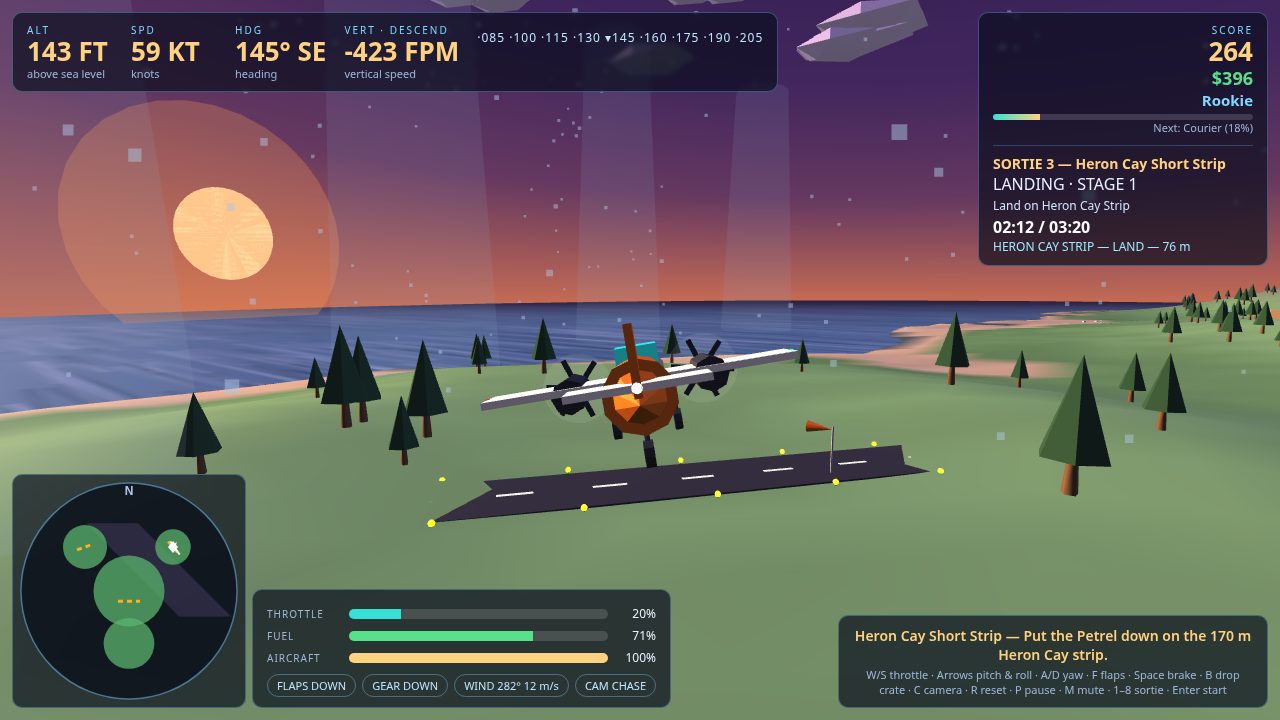 ALT SPD HDG VERT · DESCEND
143 FT 59 KT 145° SE -423 FPM
above sea level knots heading vertical speed
·085 ·100 ·115 ·130 ▾145 ·160 ·175 ·190 ·205
SCORE
264
$396
Rookie
Next: Courier (18%)
SORTIE 3 — Heron Cay Short Strip
LANDING · STAGE 1
Land on Heron Cay Strip
02:12 / 03:20
HERON CAY STRIP — LAND — 76 m
N
THROTTLE 20%
FUEL 71%
AIRCRAFT 100%
FLAPS DOWN GEAR DOWN WIND 282° 12 m/s CAM CHASE
Heron Cay Short Strip — Put the Petrel down on the 170 m
Heron Cay strip.
W/S throttle · Arrows pitch & roll · A/D yaw · F flaps · Space brake · B drop
crate · C camera · R reset · P pause · M mute · 1–8 sortie · Enter start